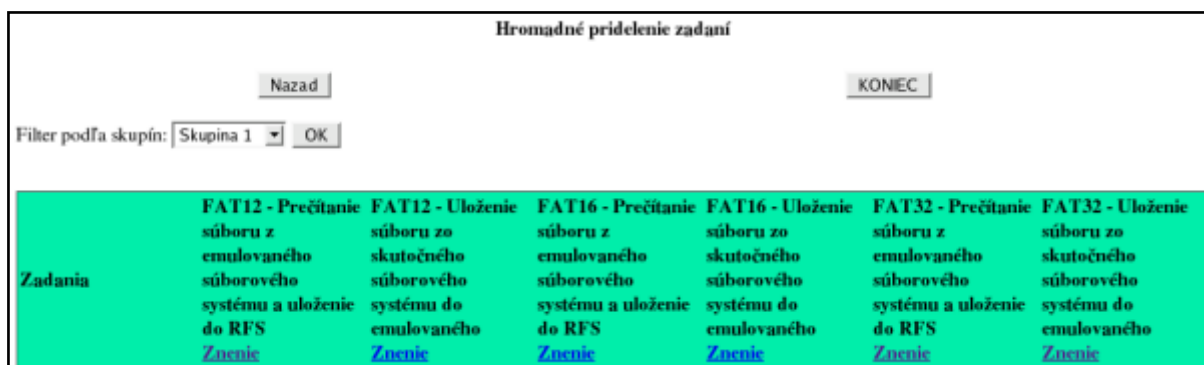 Hromadné pridelenie zadaní
Nazad
KONIEC
Filter podľa skupín: Skupina 1 OK
Zadania
FAT12 - Prečítanie
súboru z
emulovaného
súborového
systému a uloženie
do RFS
Znenie
FAT12 - Uloženie
súboru zo
skutočného
súborového
systému do
emulovaného
Znenie
FAT16 - Prečítanie
súboru z
emulovaného
súborového
systému a uloženie
do RFS
Znenie
FAT16 - Uloženie
súboru zo
skutočného
súborového
systému do
emulovaného
Znenie
FAT32 - Prečítanie
súboru z
emulovaného
súborového
systému a uloženie
do RFS
Znenie
FAT32 - Uloženie
súboru zo
skutočného
súborového
systému do
emulovaného
Znenie